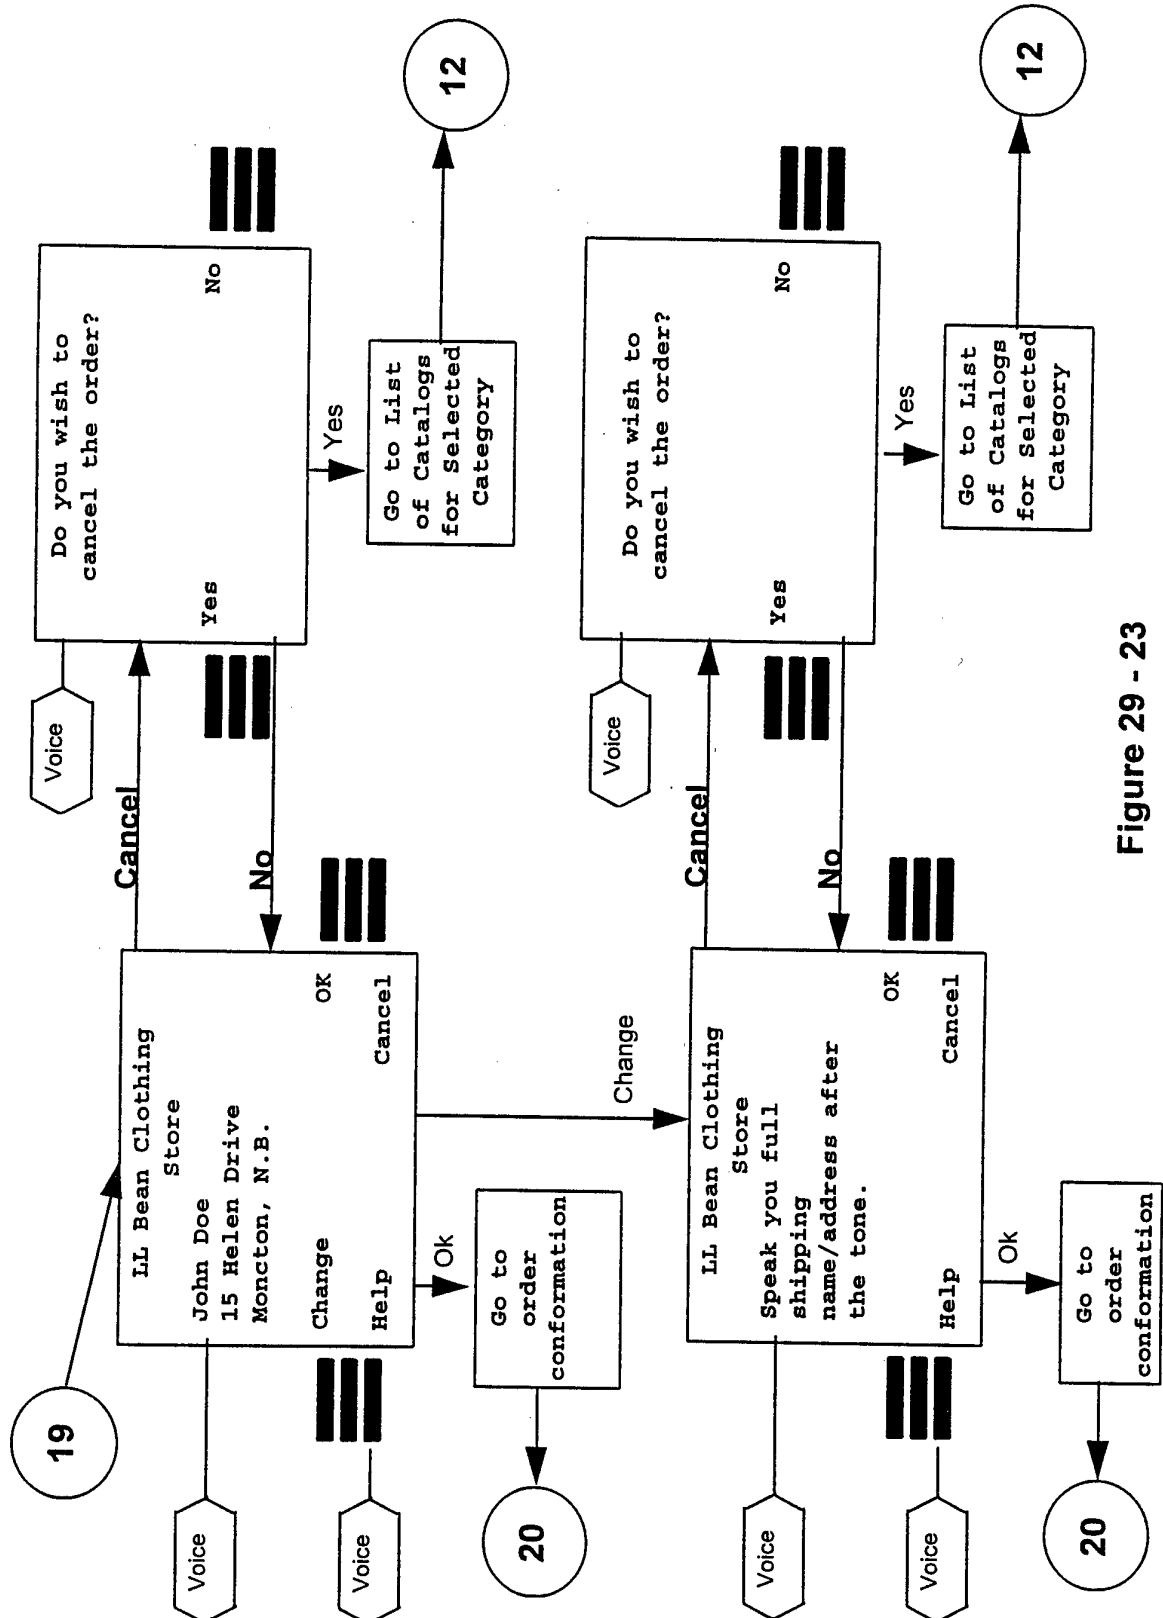 19
LL Bean Clothing
Store
John Doe
15 Helen Drive
Moncton, N.B.
Change
OK
Help
Cancel
Voice
Voice
Cancel
No
Voice
Do you wish to
cancel the order?
Yes
No
Yes
Go to List
of Catalogs
for Selected
Category
12
Ok
Go to
order
conformation
20
Change
LL Bean Clothing
Store
Speak you full
shipping
name/address after
the tone.
OK
Help
Cancel
Voice
Voice
Cancel
No
Voice
Do you wish to
cancel the order?
Yes
No
Yes
Go to List
of Catalogs
for Selected
Category
12
Ok
Go to
order
conformation
20
Figure 29 - 23